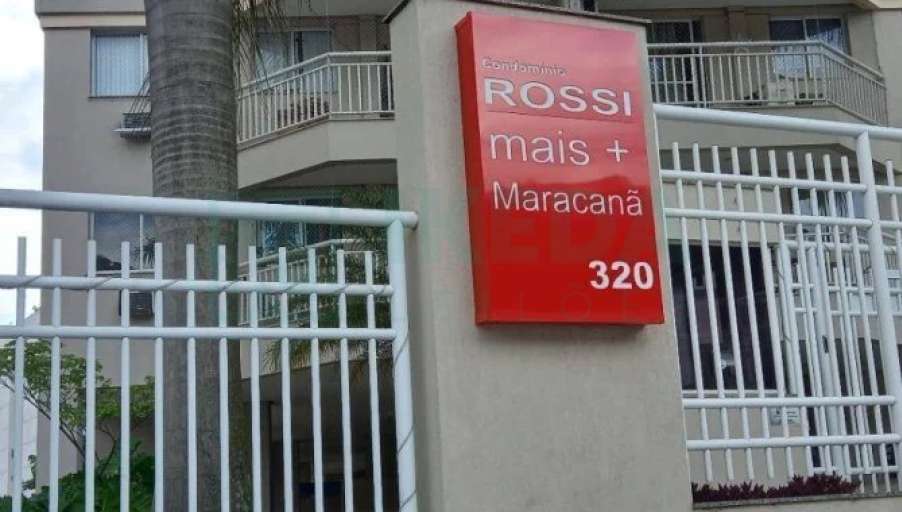 Condomínio
ROSSI
mais +
Maracanã
320